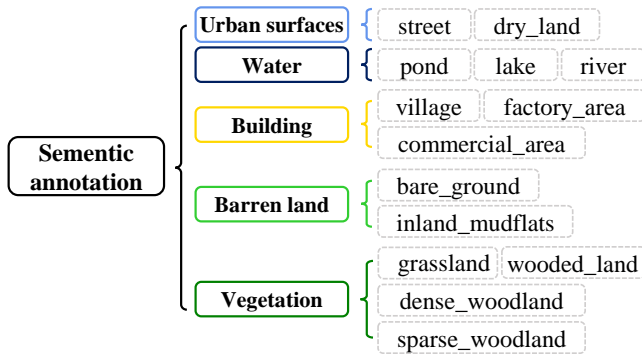 Urban surfaces street dry_land
Water pond lake river
village factory_area
Building
commercial_area
Sementic
annotation
bare_ground
Barren land
inland_mudflats
grassland wooded_land
Vegetation dense_woodland
sparse_woodland